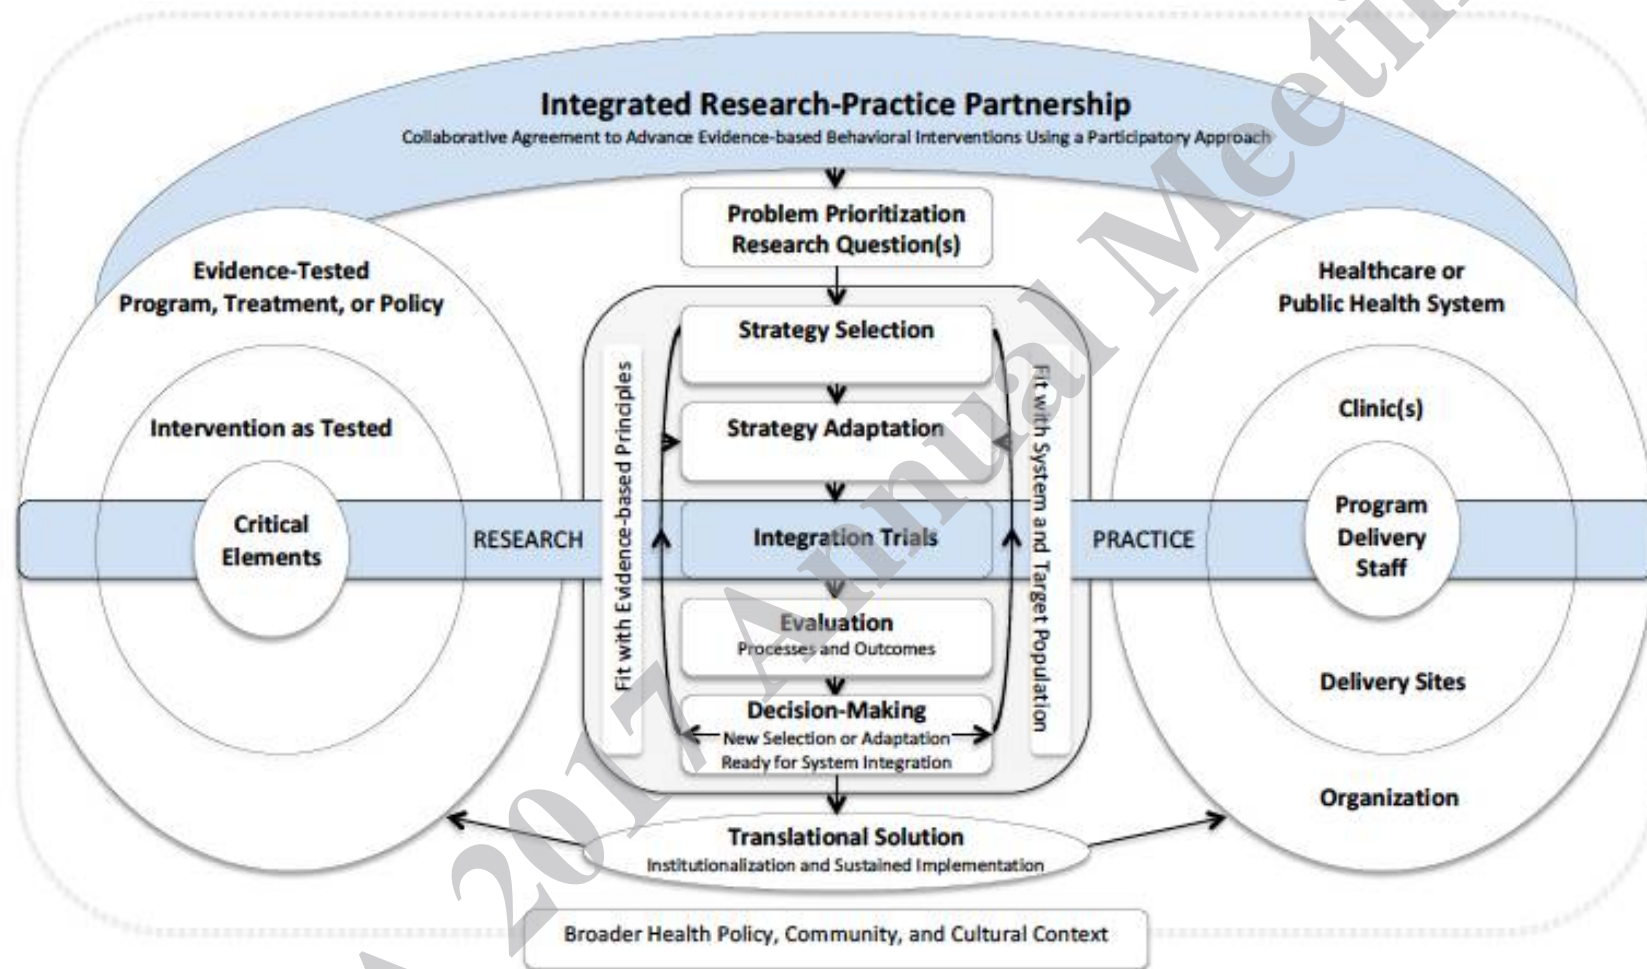 Integrated Research-Practice Partnership
Collaborative Agreement to Advance Evidence-based Behavioral Interventions Using a Participatory Approach
Problem Prioritization
Research Question(s)
Evidence-Tested
Program, Treatment, or Policy
Intervention as Tested
Critical
Elements
RESEARCH
Fit with Evidence-based Principles
Strategy Selection
Strategy Adaptation
Integration Trials
Evaluation
Processes and Outcomes
Decision-Making
New Selection or Adaptation
Ready for System Integration
Fit with System and Target Population
PRACTICE
Healthcare or
Public Health System
Clinic(s)
Program
Delivery
Staff
Delivery Sites
Organization
Translational Solution
Institutionalization and Sustained Implementation
Broader Health Policy, Community, and Cultural Context
2017 Annual